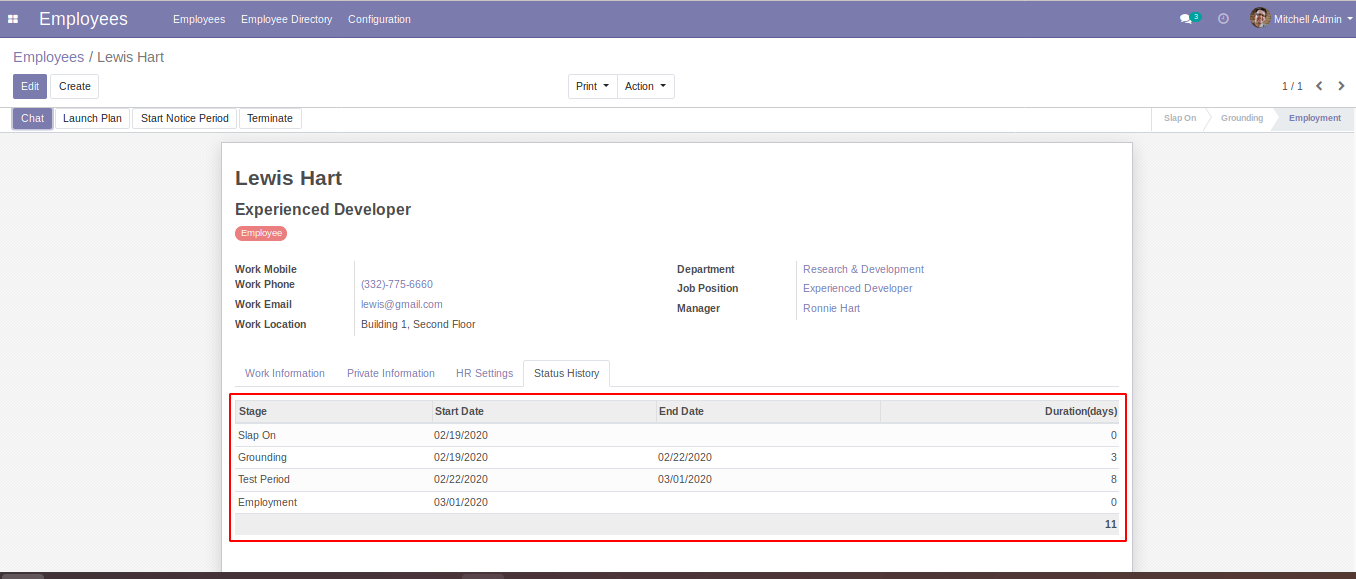 Employees Employees Employee Directory Configuration 3 Mitchell Admin
Employees / Lewis Hart
Edit Create Print Action 1 / 1
Chat Launch Plan Start Notice Period Terminate Slap On Grounding Employment
Lewis Hart
Experienced Developer
Employee
Work Mobile
Work Phone (332)-775-6660
Work Email lewis@gmail.com
Work Location Building 1, Second Floor
Department Research & Development
Job Position Experienced Developer
Manager Ronnie Hart
Work Information Private Information HR Settings Status History
Stage Start Date End Date Duration(days)
Slap On 02/19/2020 0
Grounding 02/19/2020 02/22/2020 3
Test Period 02/22/2020 03/01/2020 8
Employment 03/01/2020 0
11